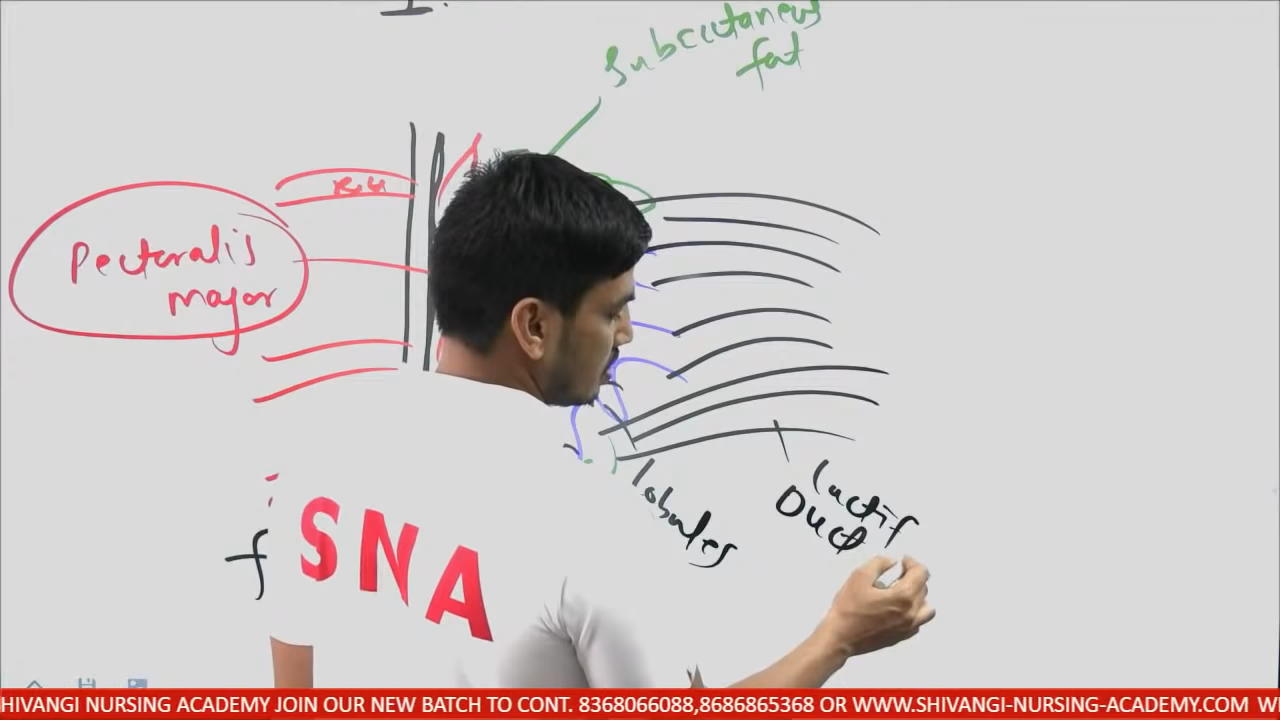 I.
Subcutaneous
fat
Pectoralis
major
lobules
lactif
Duct
f
SNA
SHIVANGI NURSING ACADEMY JOIN OUR NEW BATCH TO CONT. 8368066088,8686865368 OR WWW.SHIVANGI-NURSING-ACADEMY.COM